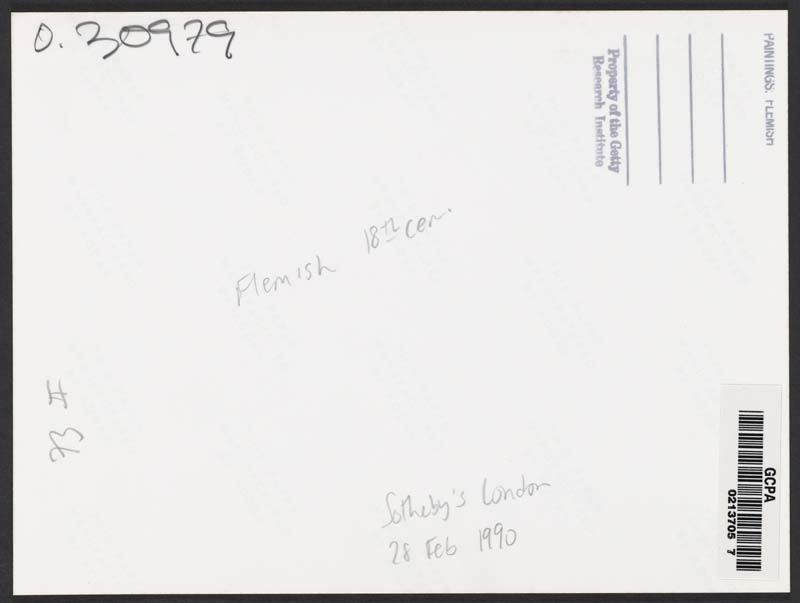 0.30979
PAINTINGS: FLEMISH
Property of the Getty
Research Institute
Flemish 18th cen.
Sotheby's London
28 Feb 1990
GCPA
0213705 7